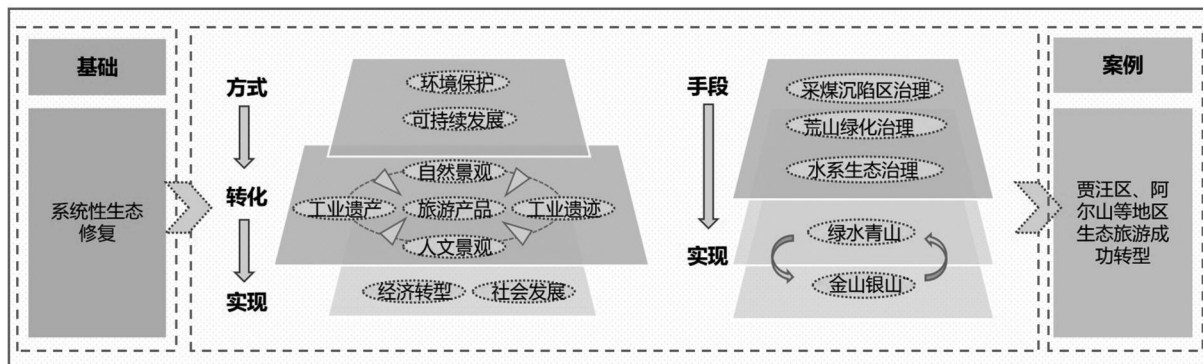 基础
系统性生态
修复
方式
转化
实现
环境保护
可持续发展
自然景观
工业遗产
旅游产品
工业遗迹
人文景观
经济转型
社会发展
手段
实现
采煤沉陷区治理
荒山绿化治理
水系生态治理
绿水青山
金山银山
案例
贾汪区、阿
尔山等地区
生态旅游成
功转型